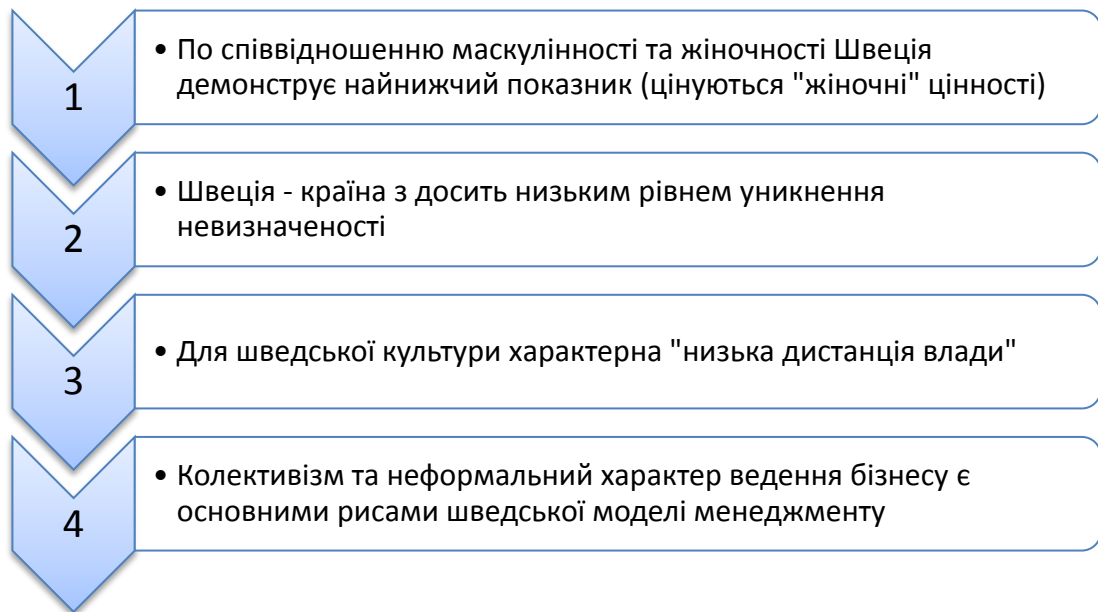 1
• По співвідношенню маскулінності та жіночності Швеція
демонструє найнижчий показник (цінуються "жіночні" цінності)
2
• Швеція - країна з досить низьким рівнем уникнення
невизначеності
3
• Для шведської культури характерна "низька дистанція влади"
4
• Колективізм та неформальний характер ведення бізнесу є
основними рисами шведської моделі менеджменту